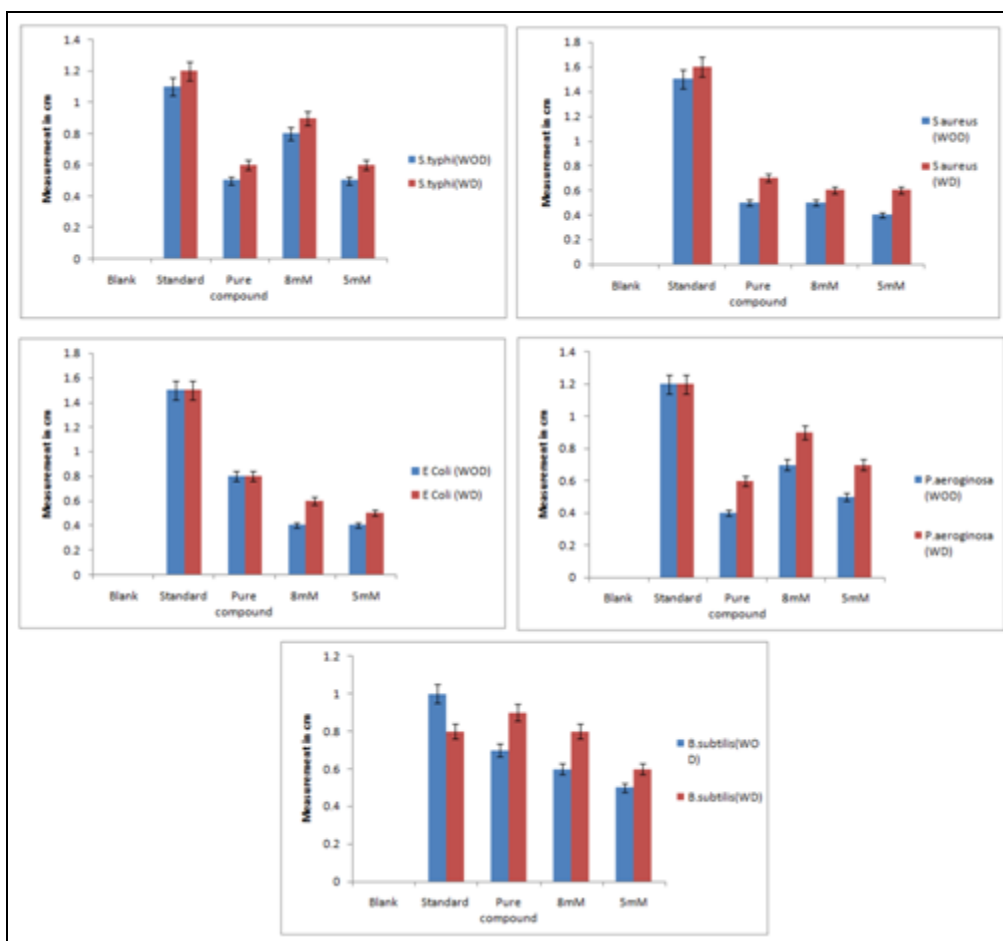 1.4
1.2
1
0.8
0.6
0.4
0.2
0
Measurement in cm
Blank Standard Pure compound 8mM 5mM
S.typhi(WOD)
S.typhi(WD)
1.8
1.6
1.4
1.2
1
0.8
0.6
0.4
0.2
0
Measurement in cm
Blank Standard Pure compound 8mM 5mM
S aureus
(WOD)
S aureus
(WD)
1.8
1.6
1.4
1.2
1
0.8
0.6
0.4
0.2
0
Measurement in cm
Blank Standard Pure compound 8mM 5mM
E Coli (WOD)
E Coli (WD)
1.4
1.2
1
0.8
0.6
0.4
0.2
0
Measurement in cm
Blank Standard Pure compound 8mM 5mM
P.aeroginosa
(WOD)
P.aeroginosa
(WD)
1.2
1
0.8
0.6
0.4
0.2
0
Measurement in cm
Blank Standard Pure compound 8mM 5mM
B.subtilis(WO
D)
B.subtilis(WD)